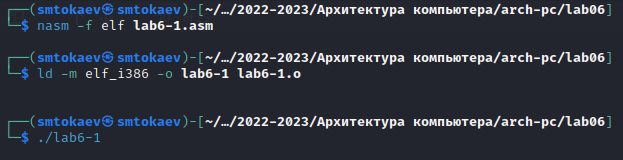 ┌──(smtokaev㉿smtokaev)-[~/…/2022-2023/Архитектура компьютера/arch-pc/lab06]
└─$ nasm -f elf lab6-1.asm
┌──(smtokaev㉿smtokaev)-[~/…/2022-2023/Архитектура компьютера/arch-pc/lab06]
└─$ ld -m elf_i386 -o lab6-1 lab6-1.o
┌──(smtokaev㉿smtokaev)-[~/…/2022-2023/Архитектура компьютера/arch-pc/lab06]
└─$ ./lab6-1